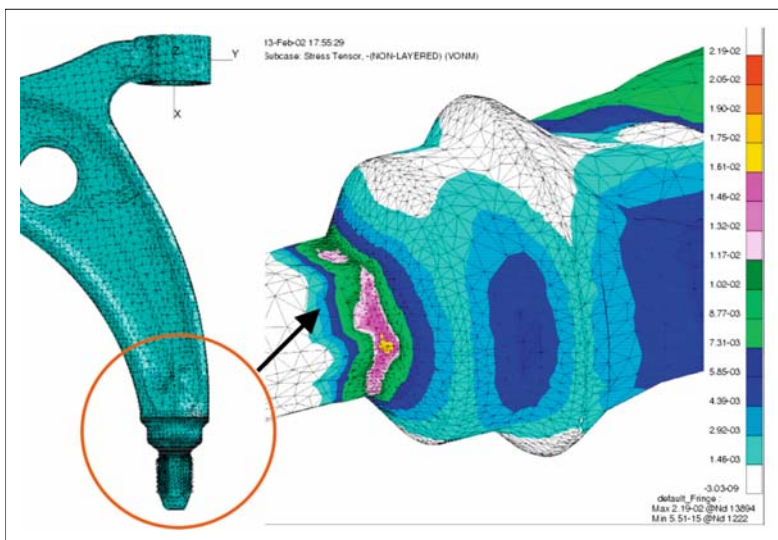 Z
Y
X
13-Feb-02 17:55:29
Subcase: Stress Tensor, -(NON-LAYERED) (VONM)
2.19-02
2.05-02
1.90-02
1.75-02
1.61-02
1.46-02
1.32-02
1.17-02
1.02-02
8.77-03
7.31-03
5.85-03
4.39-03
2.92-03
1.46-03
-3.03-09
default_Fringe :
Max 2.19-02 @Nd 13894
Min 5.51-15 @Nd 1222